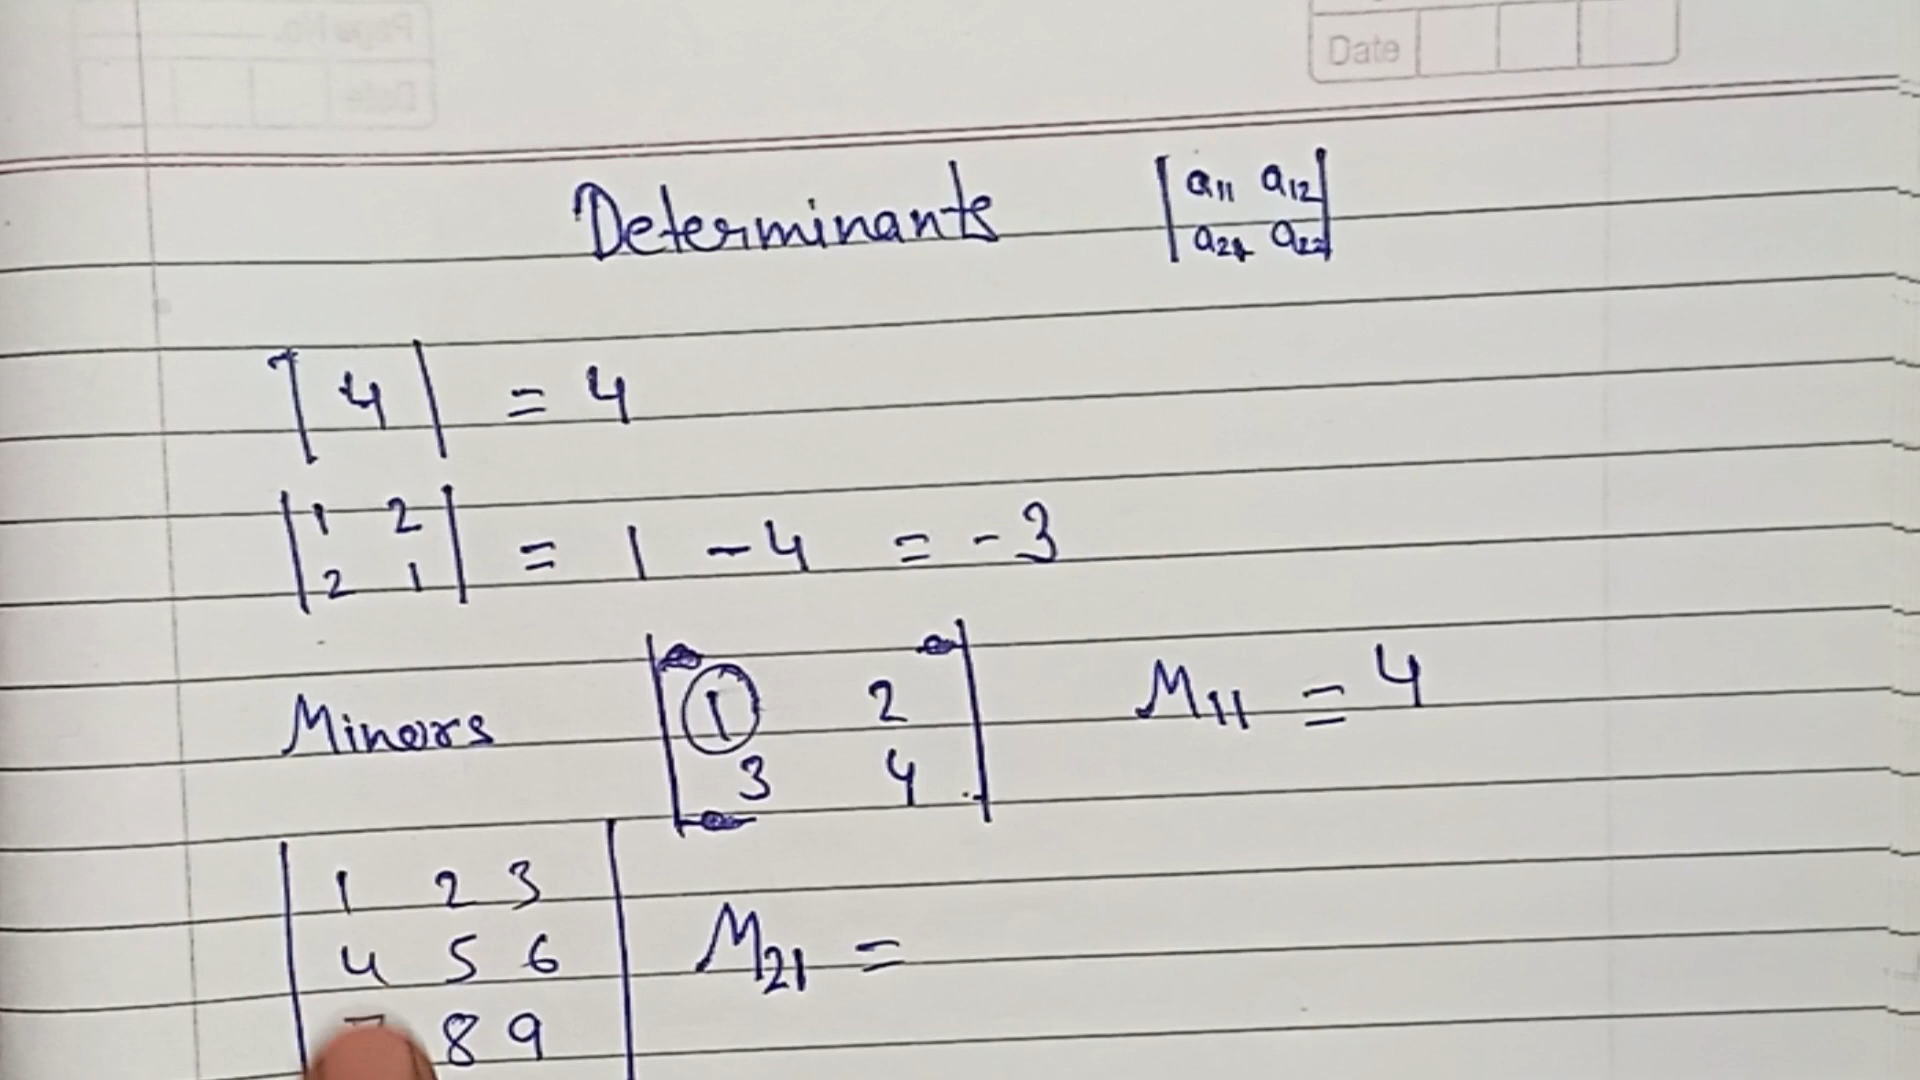 Date
Determinants | a11 a12 |
| a21 a22 |
| 4 | = 4
| 1 2 | = 1 - 4 = - 3
| 2 1 |
Minors | 1 2 | M11 = 4
| 3 4 |
| 1 2 3 |
| 4 5 6 | M21 =
8 9 |